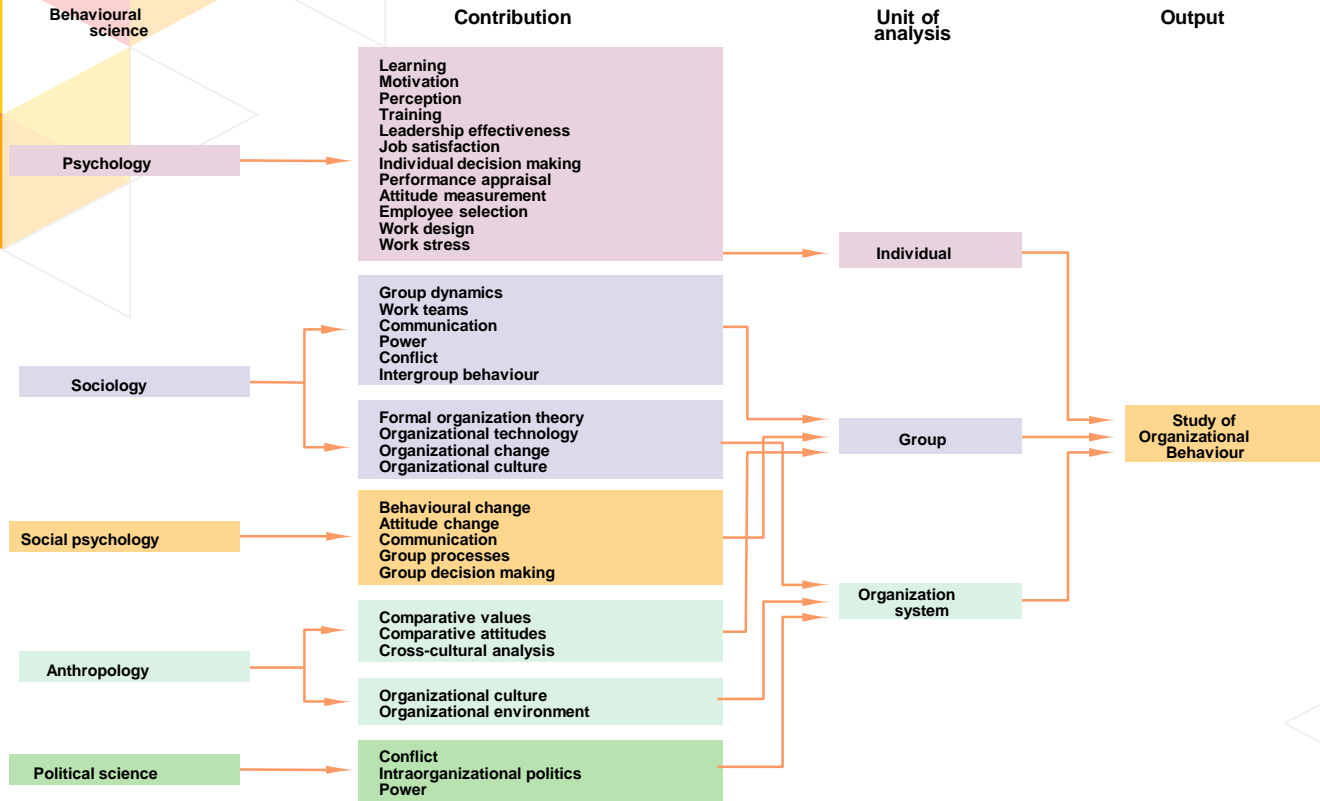 Behavioural
science
Contribution
Unit of
analysis
Output
Psychology
Learning
Motivation
Perception
Training
Leadership effectiveness
Job satisfaction
Individual decision making
Performance appraisal
Attitude measurement
Employee selection
Work design
Work stress
Individual
Sociology
Group dynamics
Work teams
Communication
Power
Conflict
Intergroup behaviour
Formal organization theory
Organizational technology
Organizational change
Organizational culture
Group
Study of
Organizational
Behaviour
Social psychology
Behavioural change
Attitude change
Communication
Group processes
Group decision making
Organization
system
Anthropology
Comparative values
Comparative attitudes
Cross-cultural analysis
Organizational culture
Organizational environment
Political science
Conflict
Intraorganizational politics
Power